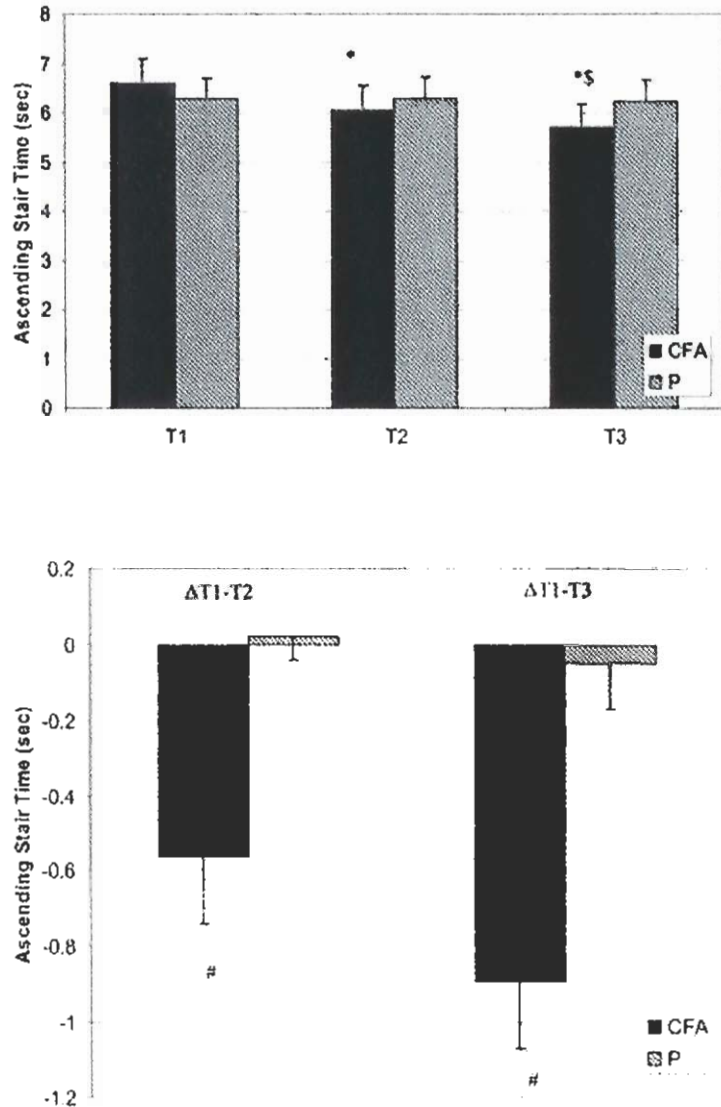 8
7
6
5
4
3
2
1
0
Ascending Stair Time (sec)
*
*$
CFA
P
T1 T2 T3
0.2
0
-0.2
-0.4
-0.6
-0.8
-1
-1.2
Ascending Stair Time (sec)
ΔT1-T2 ΔT1-T3
#
#
CFA
P